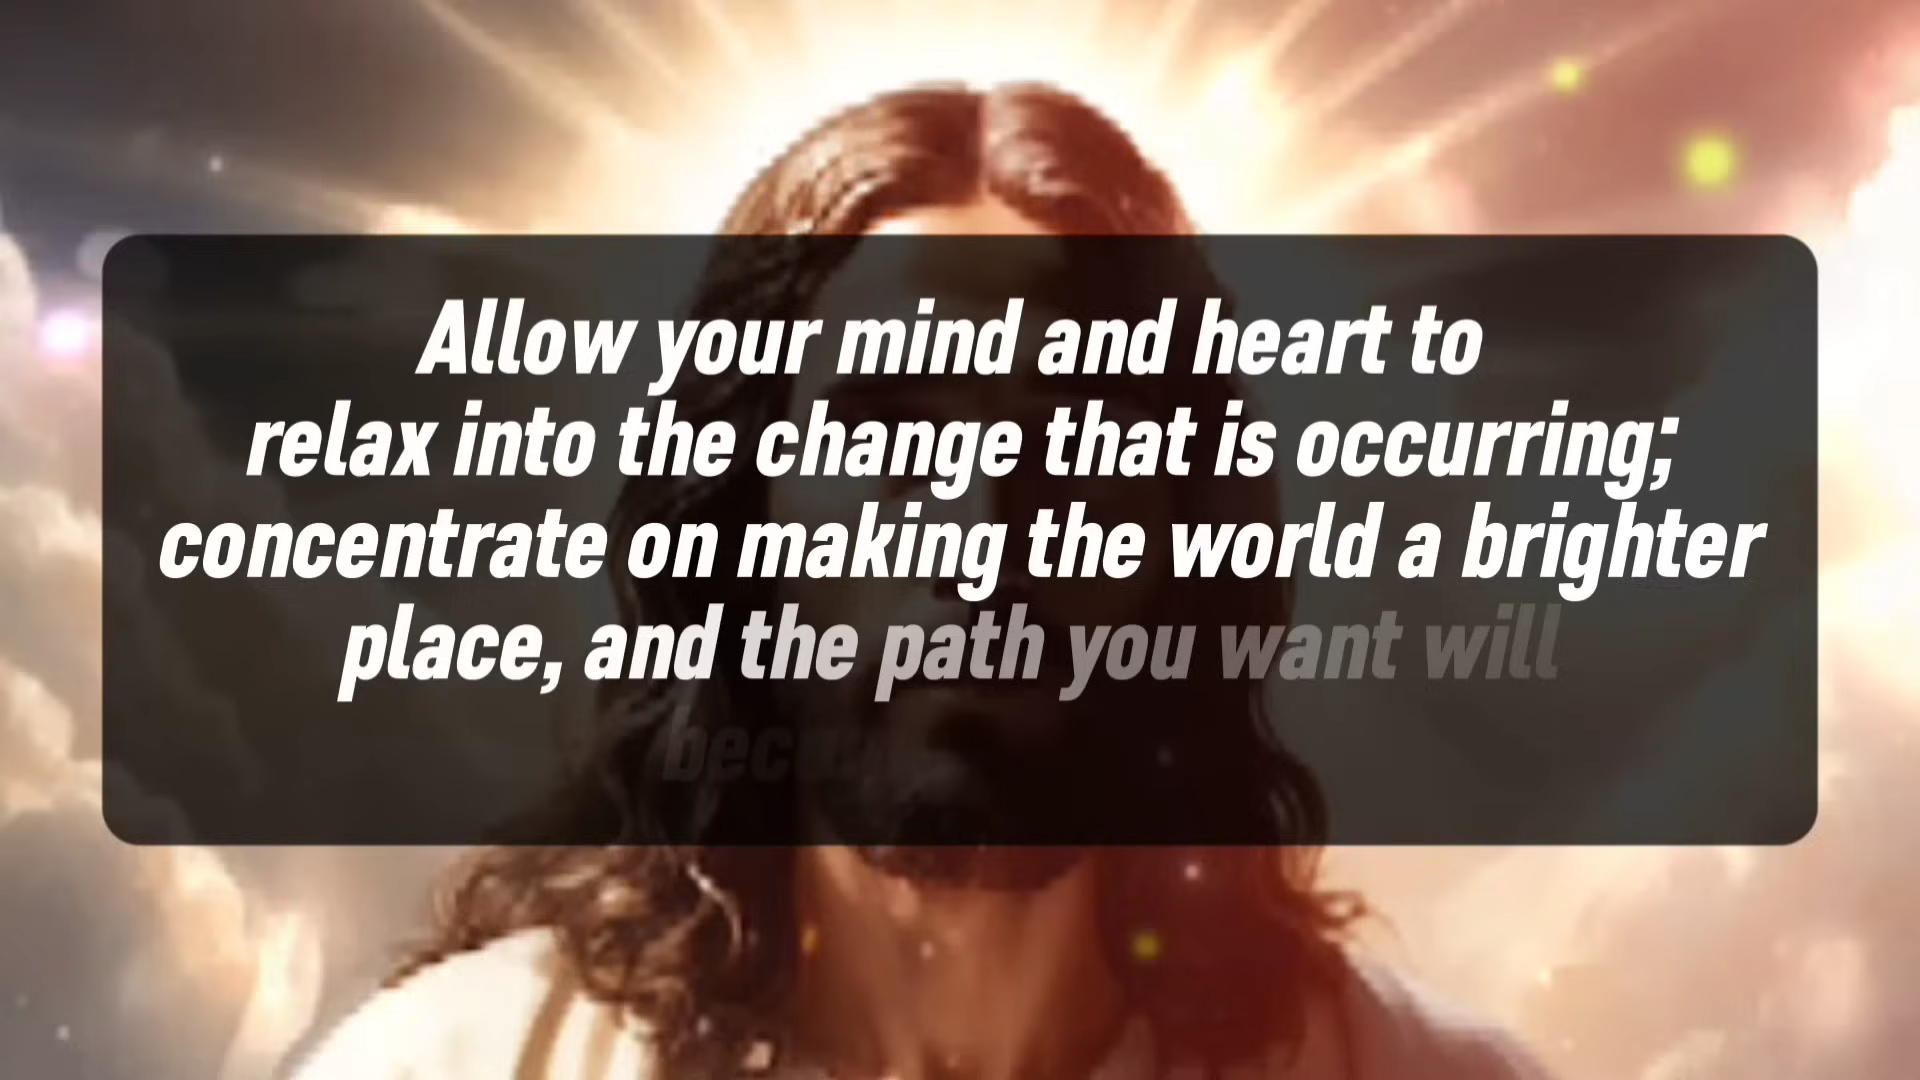 Allow your mind and heart to
relax into the change that is occurring;
concentrate on making the world a brighter
place, and the path you want will